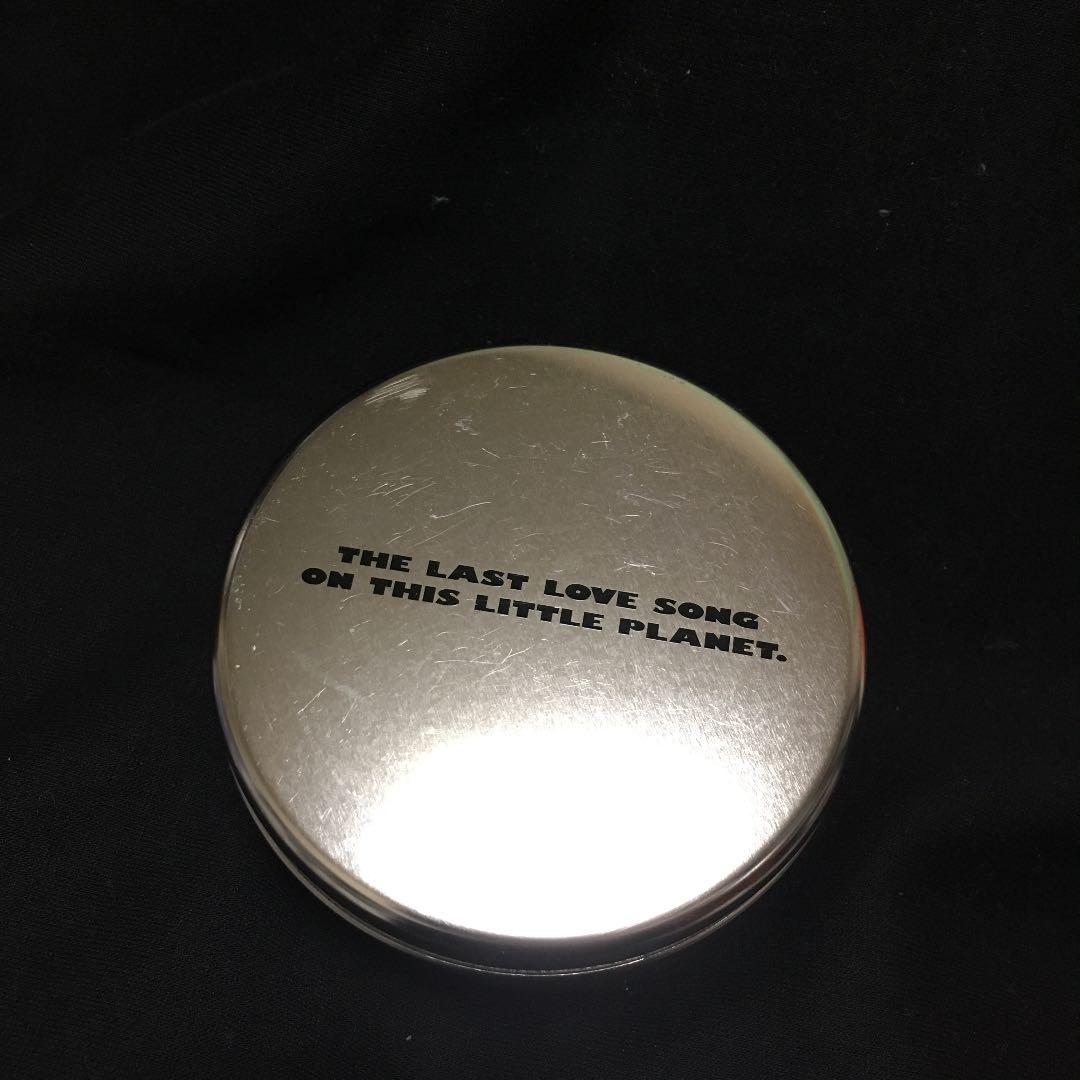 THE LAST LOVE SONG
ON THIS LITTLE PLANET.